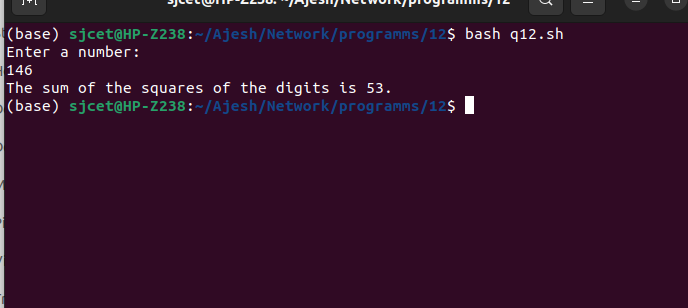 sjcet@HP-Z238: ~/Ajesh/Network/programms/12
(base) sjcet@HP-Z238:~/Ajesh/Network/programms/12$ bash q12.sh
Enter a number:
146
The sum of the squares of the digits is 53.
(base) sjcet@HP-Z238:~/Ajesh/Network/programms/12$